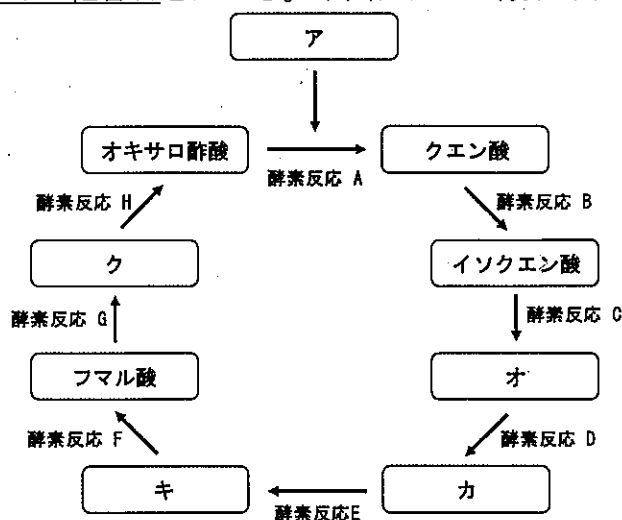 ア
オキサロ酢酸
クエン酸
酵素反応 A
酵素反応 H
酵素反応 B
ク
イソクエン酸
酵素反応 G
酵素反応 C
フマル酸
オ
酵素反応 F
酵素反応 D
キ
カ
酵素反応E